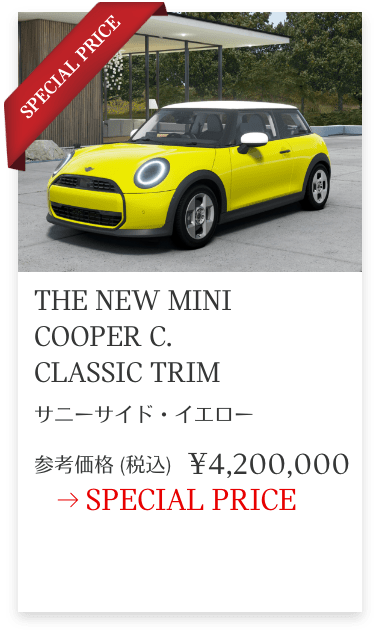 SPECIAL PRICE
THE NEW MINI
COOPER C.
CLASSIC TRIM
サニーサイド・イエロー
参考価格 (税込) ¥4,200,000
→ SPECIAL PRICE